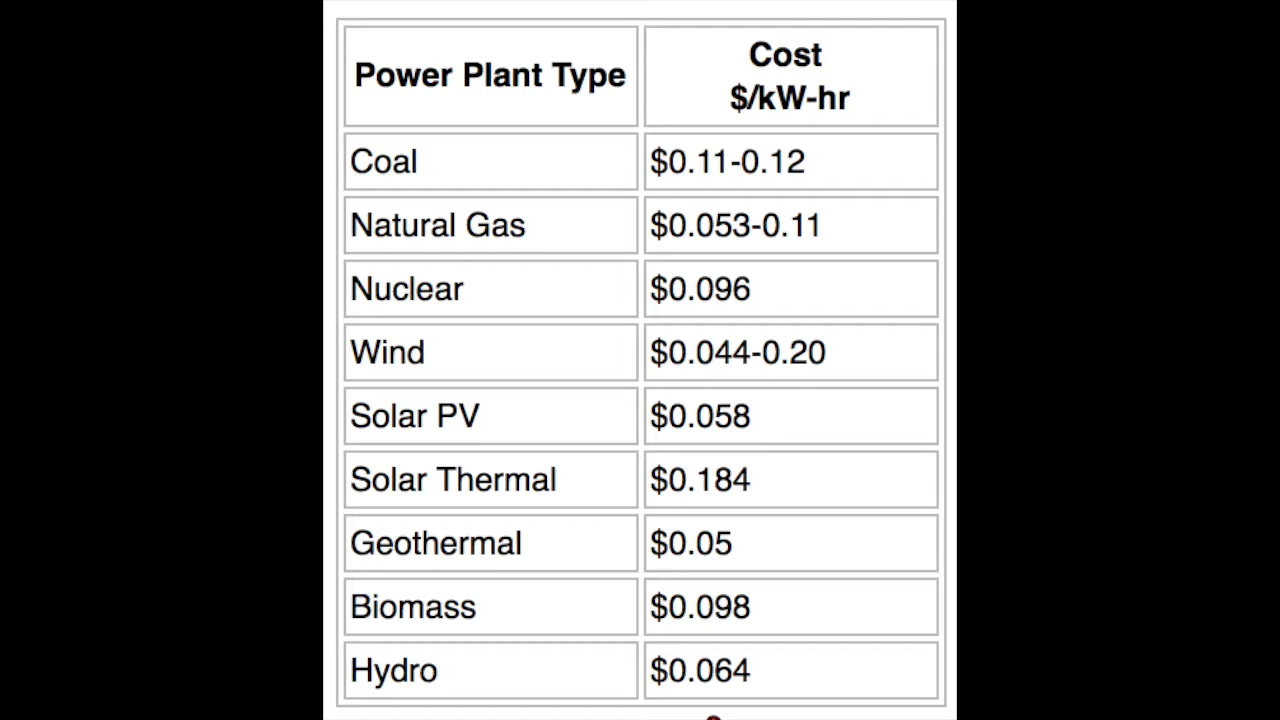 Power Plant Type
Cost
$/kW-hr
Coal
$0.11-0.12
Natural Gas
$0.053-0.11
Nuclear
$0.096
Wind
$0.044-0.20
Solar PV
$0.058
Solar Thermal
$0.184
Geothermal
$0.05
Biomass
$0.098
Hydro
$0.064